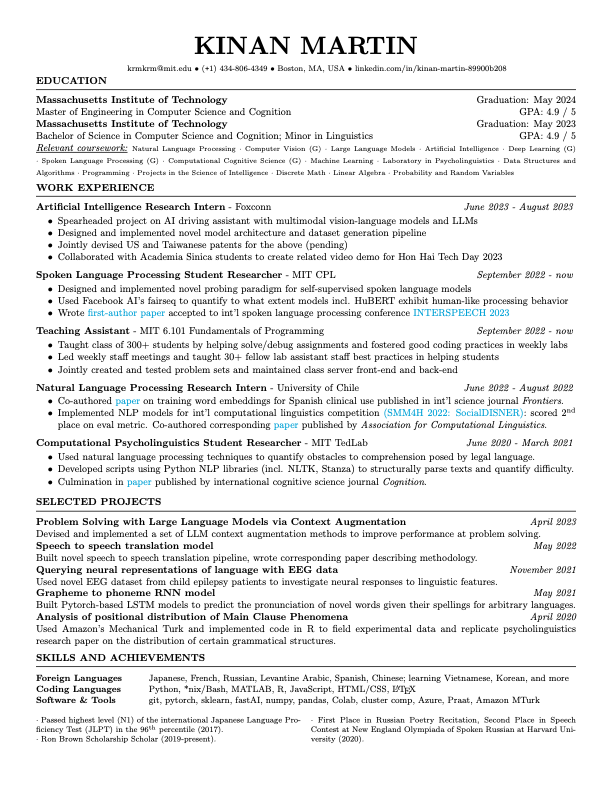 KINAN MARTIN
krmkrm@mit.edu • (+1) 434-806-4349 • Boston, MA, USA • linkedin.com/in/kinan-martin-89900b208
EDUCATION
Massachusetts Institute of Technology Graduation: May 2024
Master of Engineering in Computer Science and Cognition GPA: 4.9 / 5
Massachusetts Institute of Technology Graduation: May 2023
Bachelor of Science in Computer Science and Cognition; Minor in Linguistics GPA: 4.9 / 5
Relevant coursework: Natural Language Processing · Computer Vision (G) · Large Language Models · Artificial Intelligence · Deep Learning (G)
· Spoken Language Processing (G) · Computational Cognitive Science (G) · Machine Learning · Laboratory in Psycholinguistics · Data Structures and
Algorithms · Programming · Projects in the Science of Intelligence · Discrete Math · Linear Algebra · Probability and Random Variables
WORK EXPERIENCE
Artificial Intelligence Research Intern - Foxconn June 2023 - August 2023
• Spearheaded project on AI driving assistant with multimodal vision-language models and LLMs
• Designed and implemented novel model architecture and dataset generation pipeline
• Jointly devised US and Taiwanese patents for the above (pending)
• Collaborated with Academia Sinica students to create related video demo for Hon Hai Tech Day 2023
Spoken Language Processing Student Researcher - MIT CPL September 2022 - now
• Designed and implemented novel probing paradigm for self-supervised spoken language models
• Used Facebook AI's fairseq to quantify to what extent models incl. HuBERT exhibit human-like processing behavior
• Wrote first-author paper accepted to int'l spoken language processing conference INTERSPEECH 2023
Teaching Assistant - MIT 6.101 Fundamentals of Programming September 2022 - now
• Taught class of 300+ students by helping solve/debug assignments and fostered good coding practices in weekly labs
• Led weekly staff meetings and taught 30+ fellow lab assistant staff best practices in helping students
• Jointly created and tested problem sets and maintained class server front-end and back-end
Natural Language Processing Research Intern - University of Chile June 2022 - August 2022
• Co-authored paper on training word embeddings for Spanish clinical use published in int'l science journal Frontiers.
• Implemented NLP models for int'l computational linguistics competition (SMM4H 2022: SocialDISNER): scored 2nd
place on eval metric. Co-authored corresponding paper published by Association for Computational Linguistics.
Computational Psycholinguistics Student Researcher - MIT TedLab June 2020 - March 2021
• Used natural language processing techniques to quantify obstacles to comprehension posed by legal language.
• Developed scripts using Python NLP libraries (incl. NLTK, Stanza) to structurally parse texts and quantify difficulty.
• Culmination in paper published by international cognitive science journal Cognition.
SELECTED PROJECTS
Problem Solving with Large Language Models via Context Augmentation April 2023
Devised and implemented a set of LLM context augmentation methods to improve performance at problem solving.
Speech to speech translation model May 2022
Built novel speech to speech translation pipeline, wrote corresponding paper describing methodology.
Querying neural representations of language with EEG data November 2021
Used novel EEG dataset from child epilepsy patients to investigate neural responses to linguistic features.
Grapheme to phoneme RNN model May 2021
Built Pytorch-based LSTM models to predict the pronunciation of novel words given their spellings for arbitrary languages.
Analysis of positional distribution of Main Clause Phenomena April 2020
Used Amazon's Mechanical Turk and implemented code in R to field experimental data and replicate psycholinguistics
research paper on the distribution of certain grammatical structures.
SKILLS AND ACHIEVEMENTS
Foreign Languages Japanese, French, Russian, Levantine Arabic, Spanish, Chinese; learning Vietnamese, Korean, and more
Coding Languages Python, *nix/Bash, MATLAB, R, JavaScript, HTML/CSS, LATEX
Software & Tools git, pytorch, sklearn, fastAI, numpy, pandas, Colab, cluster comp, Azure, Praat, Amazon MTurk
· Passed highest level (N1) of the international Japanese Language Pro-
ficiency Test (JLPT) in the 96th percentile (2017).
· Ron Brown Scholarship Scholar (2019-present).
· First Place in Russian Poetry Recitation, Second Place in Speech
Contest at New England Olympiada of Spoken Russian at Harvard Uni-
versity (2020).